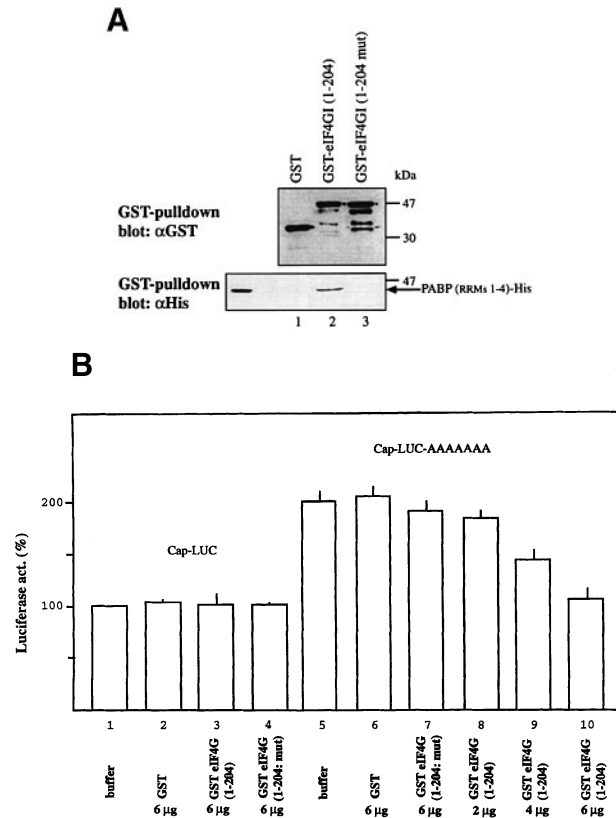 A
GST
GST-eIF4GI (1-204)
GST-eIF4GI (1-204 mut)
kDa
GST-pulldown
blot: αGST
47
30
GST-pulldown
blot: αHis
47
PABP (RRMs 1-4)-His
1 2 3
B
Cap-LUC-AAAAAAA
Cap-LUC
Luciferase act. (%)
200
100
1 2 3 4 5 6 7 8 9 10
buffer
GST
6 µg
GST eIF4G
(1-204)
6 µg
GST eIF4G
(1-204: mut)
6 µg
buffer
GST
6 µg
GST eIF4G
(1-204: mut)
6 µg
GST eIF4G
(1-204)
2 µg
GST eIF4G
(1-204)
4 µg
GST eIF4G
(1-204)
6 µg